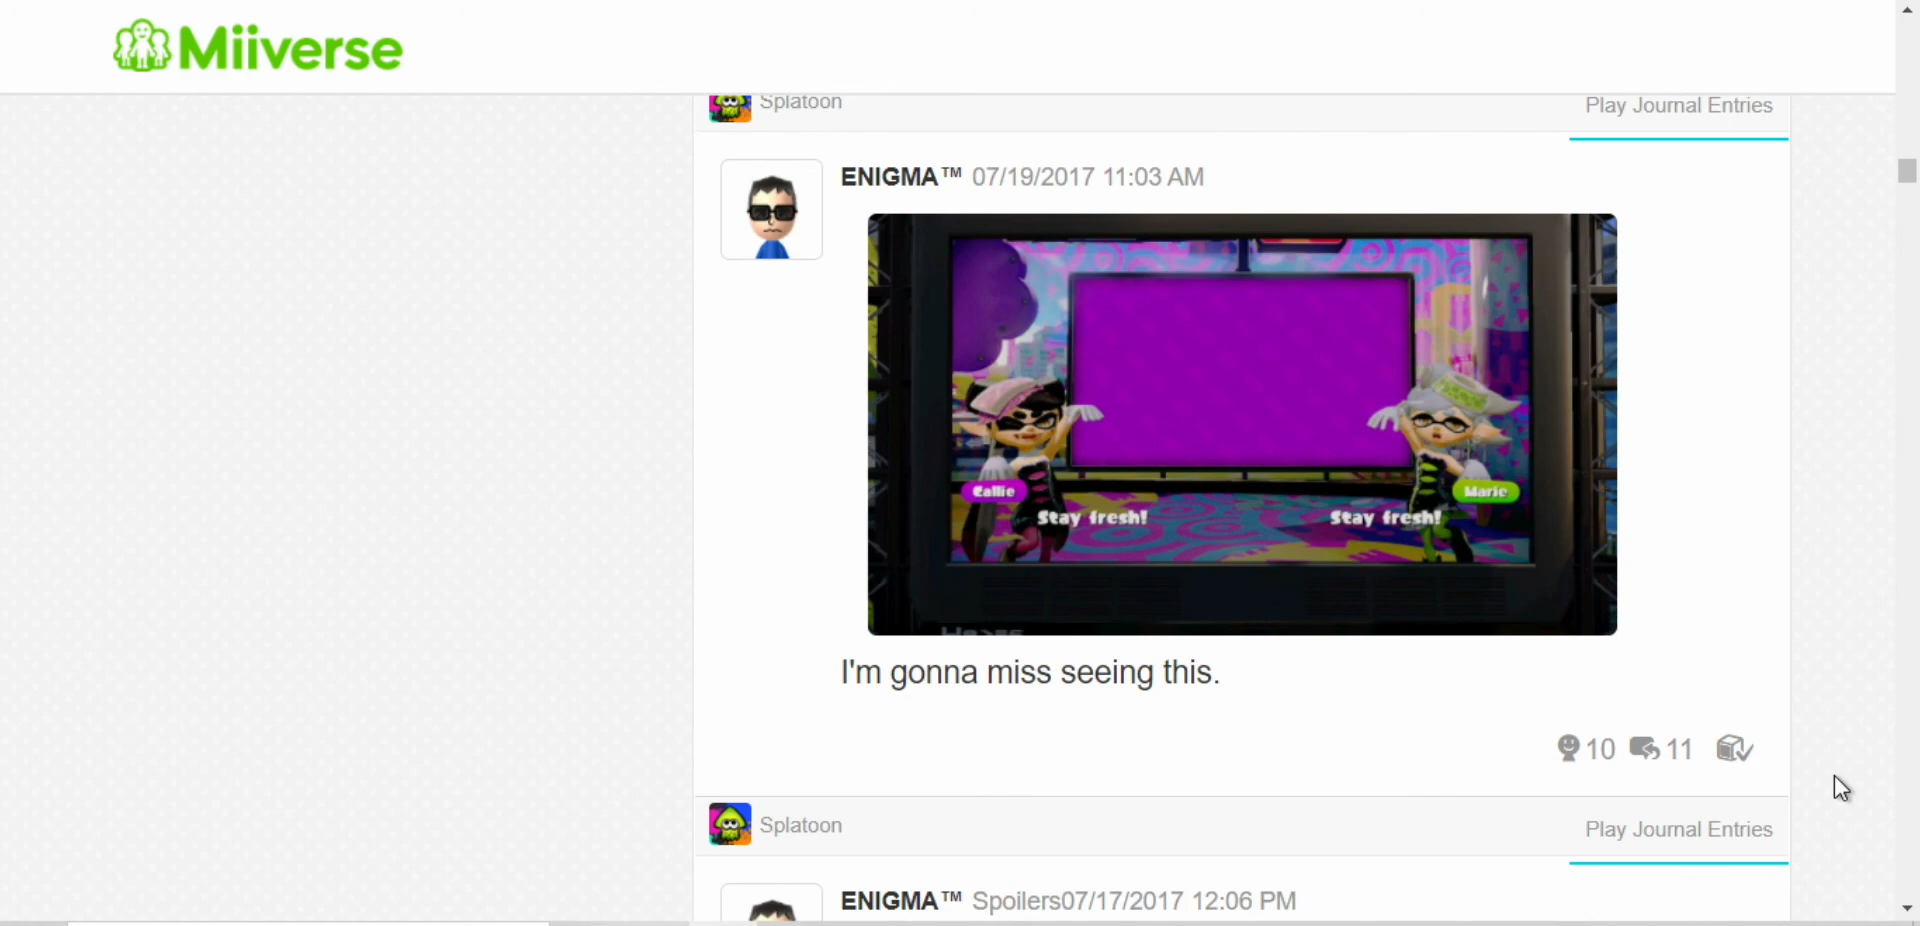 Miiverse
Splatoon
Play Journal Entries
ENIGMA™ 07/19/2017 11:03 AM
Callie
Marie
Stay fresh!
Stay fresh!
I'm gonna miss seeing this.
10 11
Splatoon
Play Journal Entries
ENIGMA™ Spoilers07/17/2017 12:06 PM